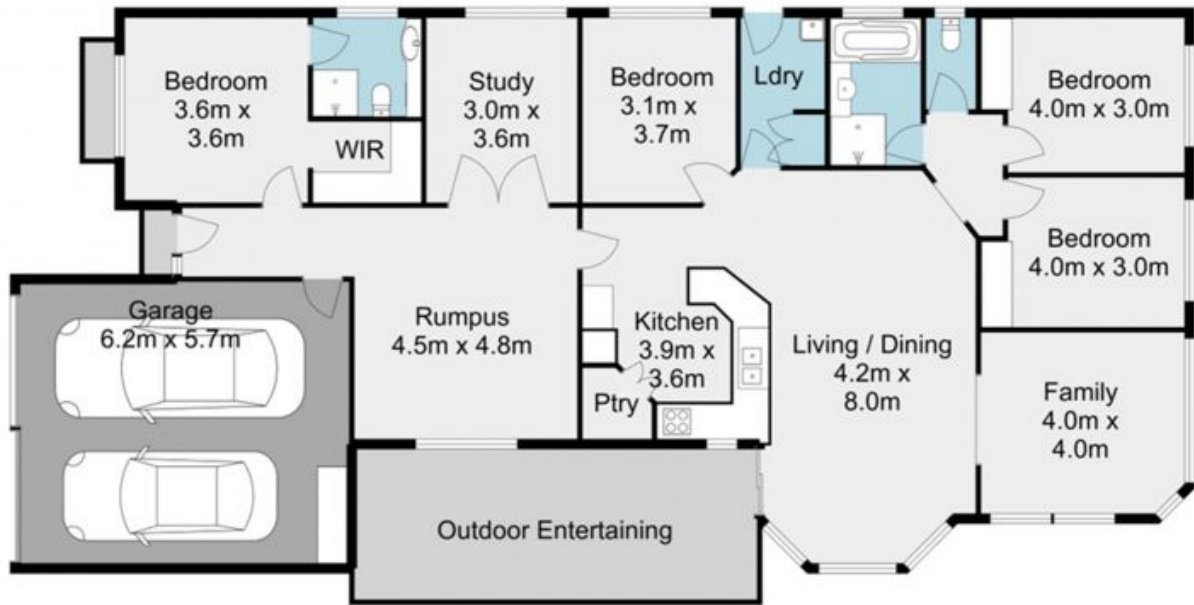 Bedroom
3.6m x
3.6m
WIR
Study
3.0m x
3.6m
Bedroom
3.1m x
3.7m
Ldry
Bedroom
4.0m x 3.0m
Bedroom
4.0m x 3.0m
Garage
6.2m x 5.7m
Rumpus
4.5m x 4.8m
Kitchen
3.9m x
3.6m
Ptry
Living / Dining
4.2m x
8.0m
Family
4.0m x
4.0m
Outdoor Entertaining